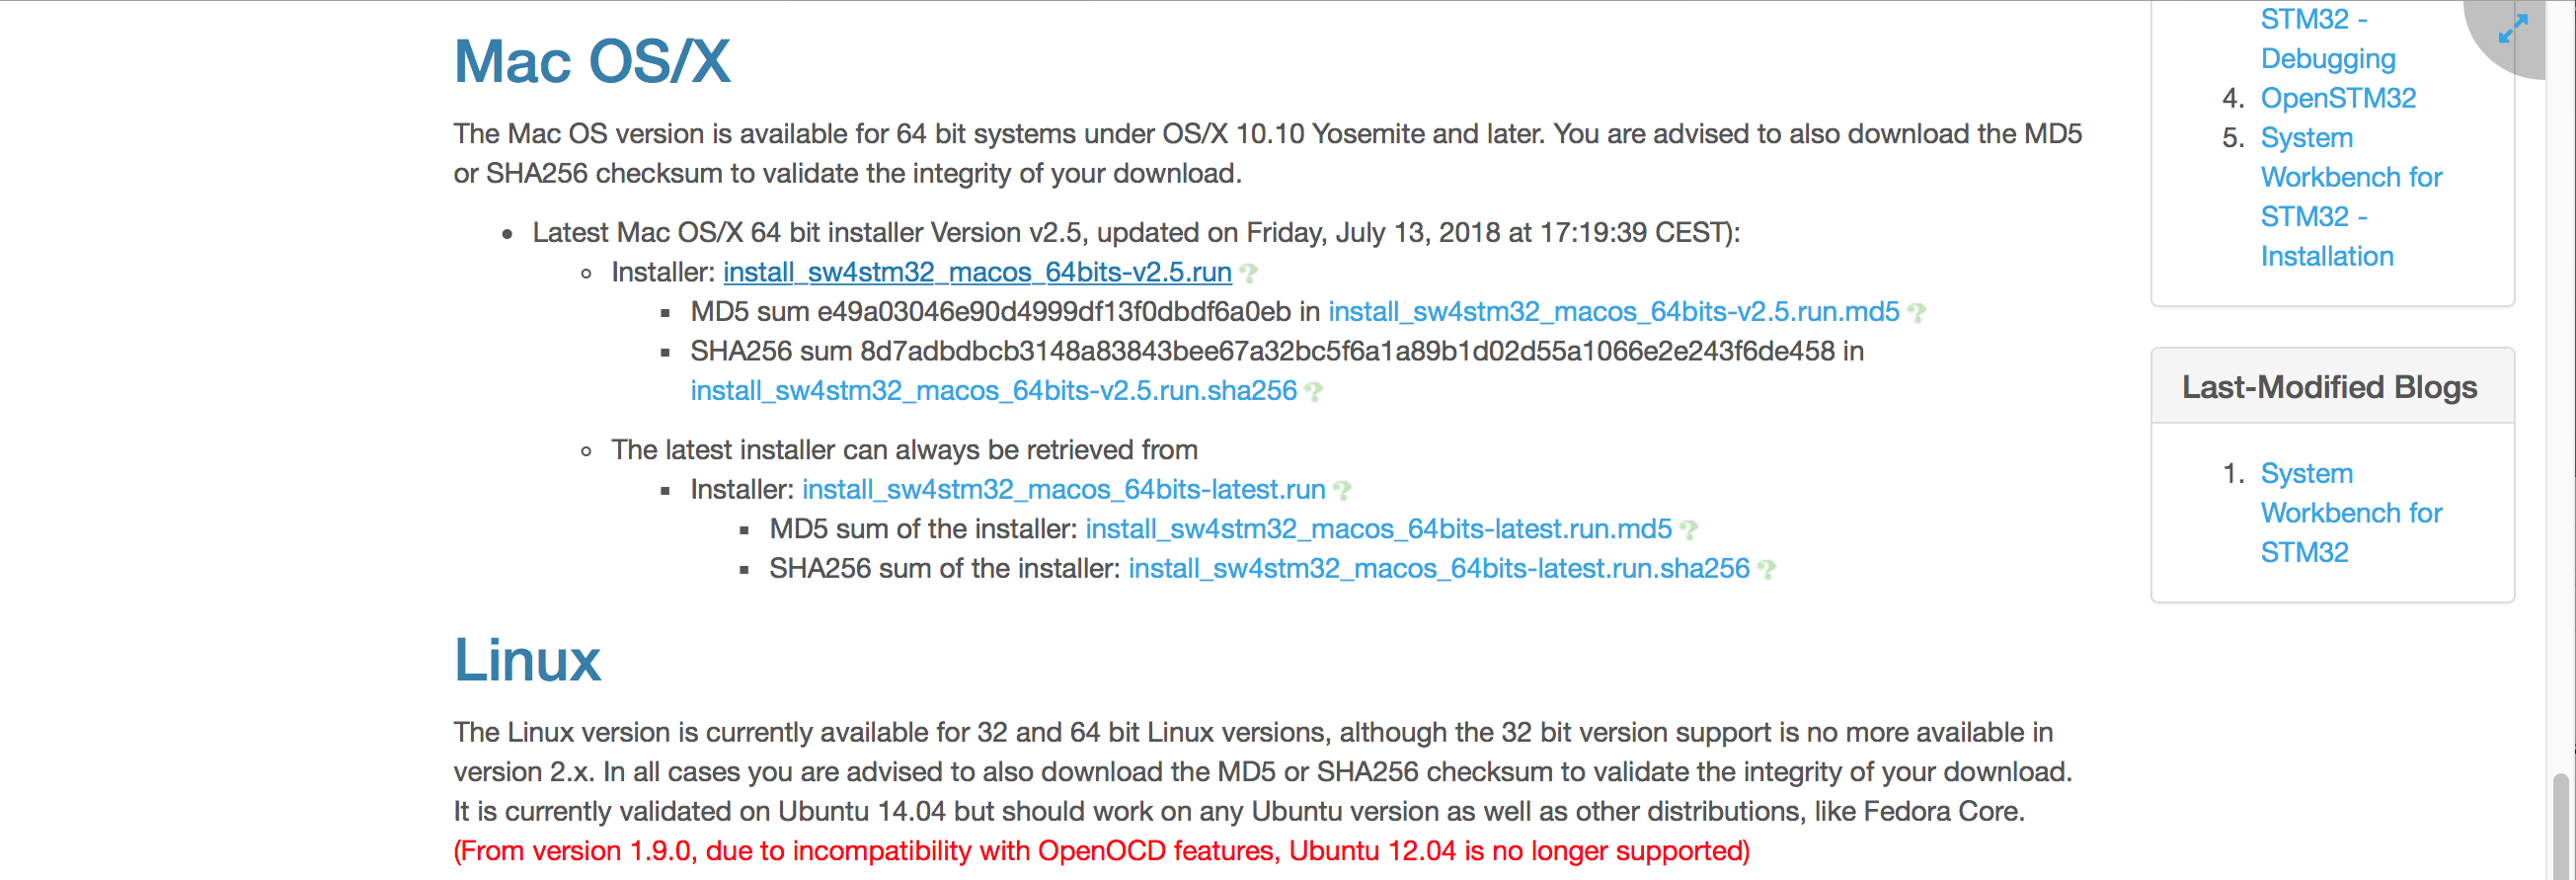 Mac OS/X
The Mac OS version is available for 64 bit systems under OS/X 10.10 Yosemite and later. You are advised to also download the MD5
or SHA256 checksum to validate the integrity of your download.
Latest Mac OS/X 64 bit installer Version v2.5, updated on Friday, July 13, 2018 at 17:19:39 CEST):
Installer: install_sw4stm32_macos_64bits-v2.5.run ?
MD5 sum e49a03046e90d4999df13f0dbdf6a0eb in install_sw4stm32_macos_64bits-v2.5.run.md5 ?
SHA256 sum 8d7adbdbcb3148a83843bee67a32bc5f6a1a89b1d02d55a1066e2e243f6de458 in
install_sw4stm32_macos_64bits-v2.5.run.sha256 ?
The latest installer can always be retrieved from
Installer: install_sw4stm32_macos_64bits-latest.run ?
MD5 sum of the installer: install_sw4stm32_macos_64bits-latest.run.md5 ?
SHA256 sum of the installer: install_sw4stm32_macos_64bits-latest.run.sha256 ?
Linux
The Linux version is currently available for 32 and 64 bit Linux versions, although the 32 bit version support is no more available in
version 2.x. In all cases you are advised to also download the MD5 or SHA256 checksum to validate the integrity of your download.
It is currently validated on Ubuntu 14.04 but should work on any Ubuntu version as well as other distributions, like Fedora Core.
(From version 1.9.0, due to incompatibility with OpenOCD features, Ubuntu 12.04 is no longer supported)
STM32 -
Debugging
4. OpenSTM32
5. System
Workbench for
STM32 -
Installation
Last-Modified Blogs
1. System
Workbench for
STM32